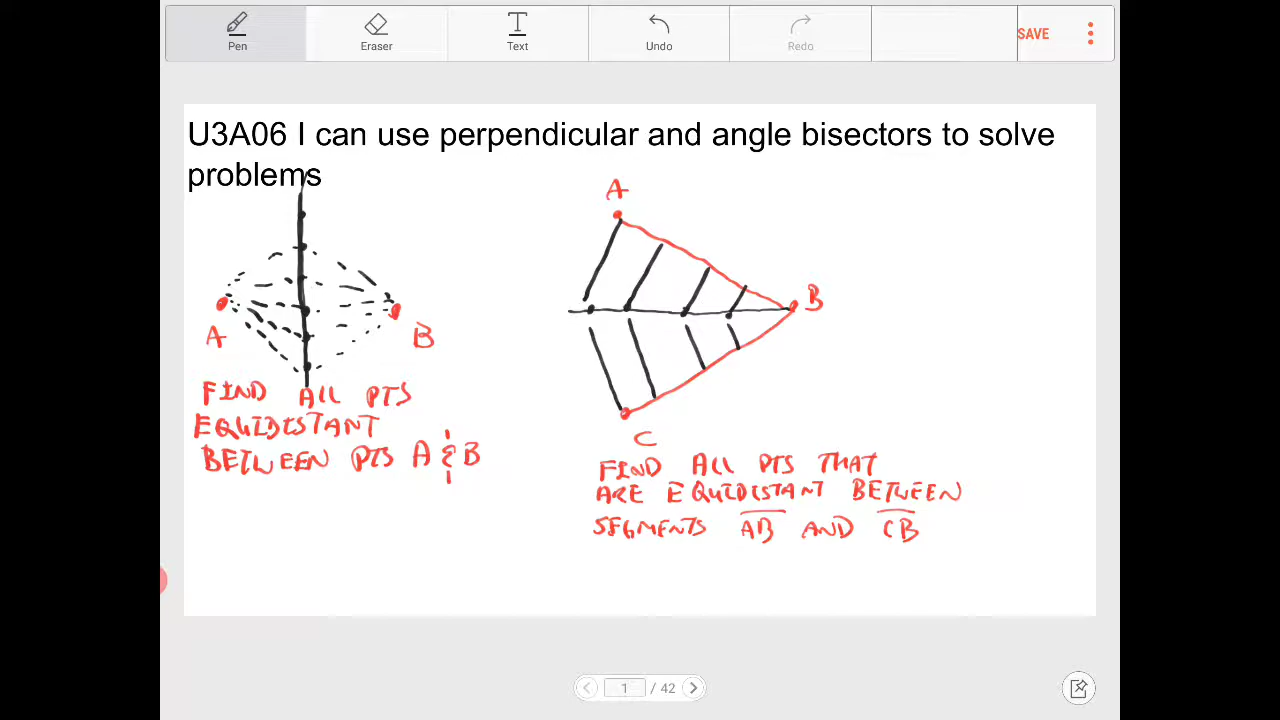 Pen
Eraser
Text
Undo
Redo
SAVE
U3A06 I can use perpendicular and angle bisectors to solve
problems
A
B
FIND ALL PTS
EQUIDISTANT
BETWEEN PTS A & B
A
B
C
FIND ALL PTS THAT
ARE EQUIDISTANT BETWEEN
SEGMENTS AB AND CB
1 / 42